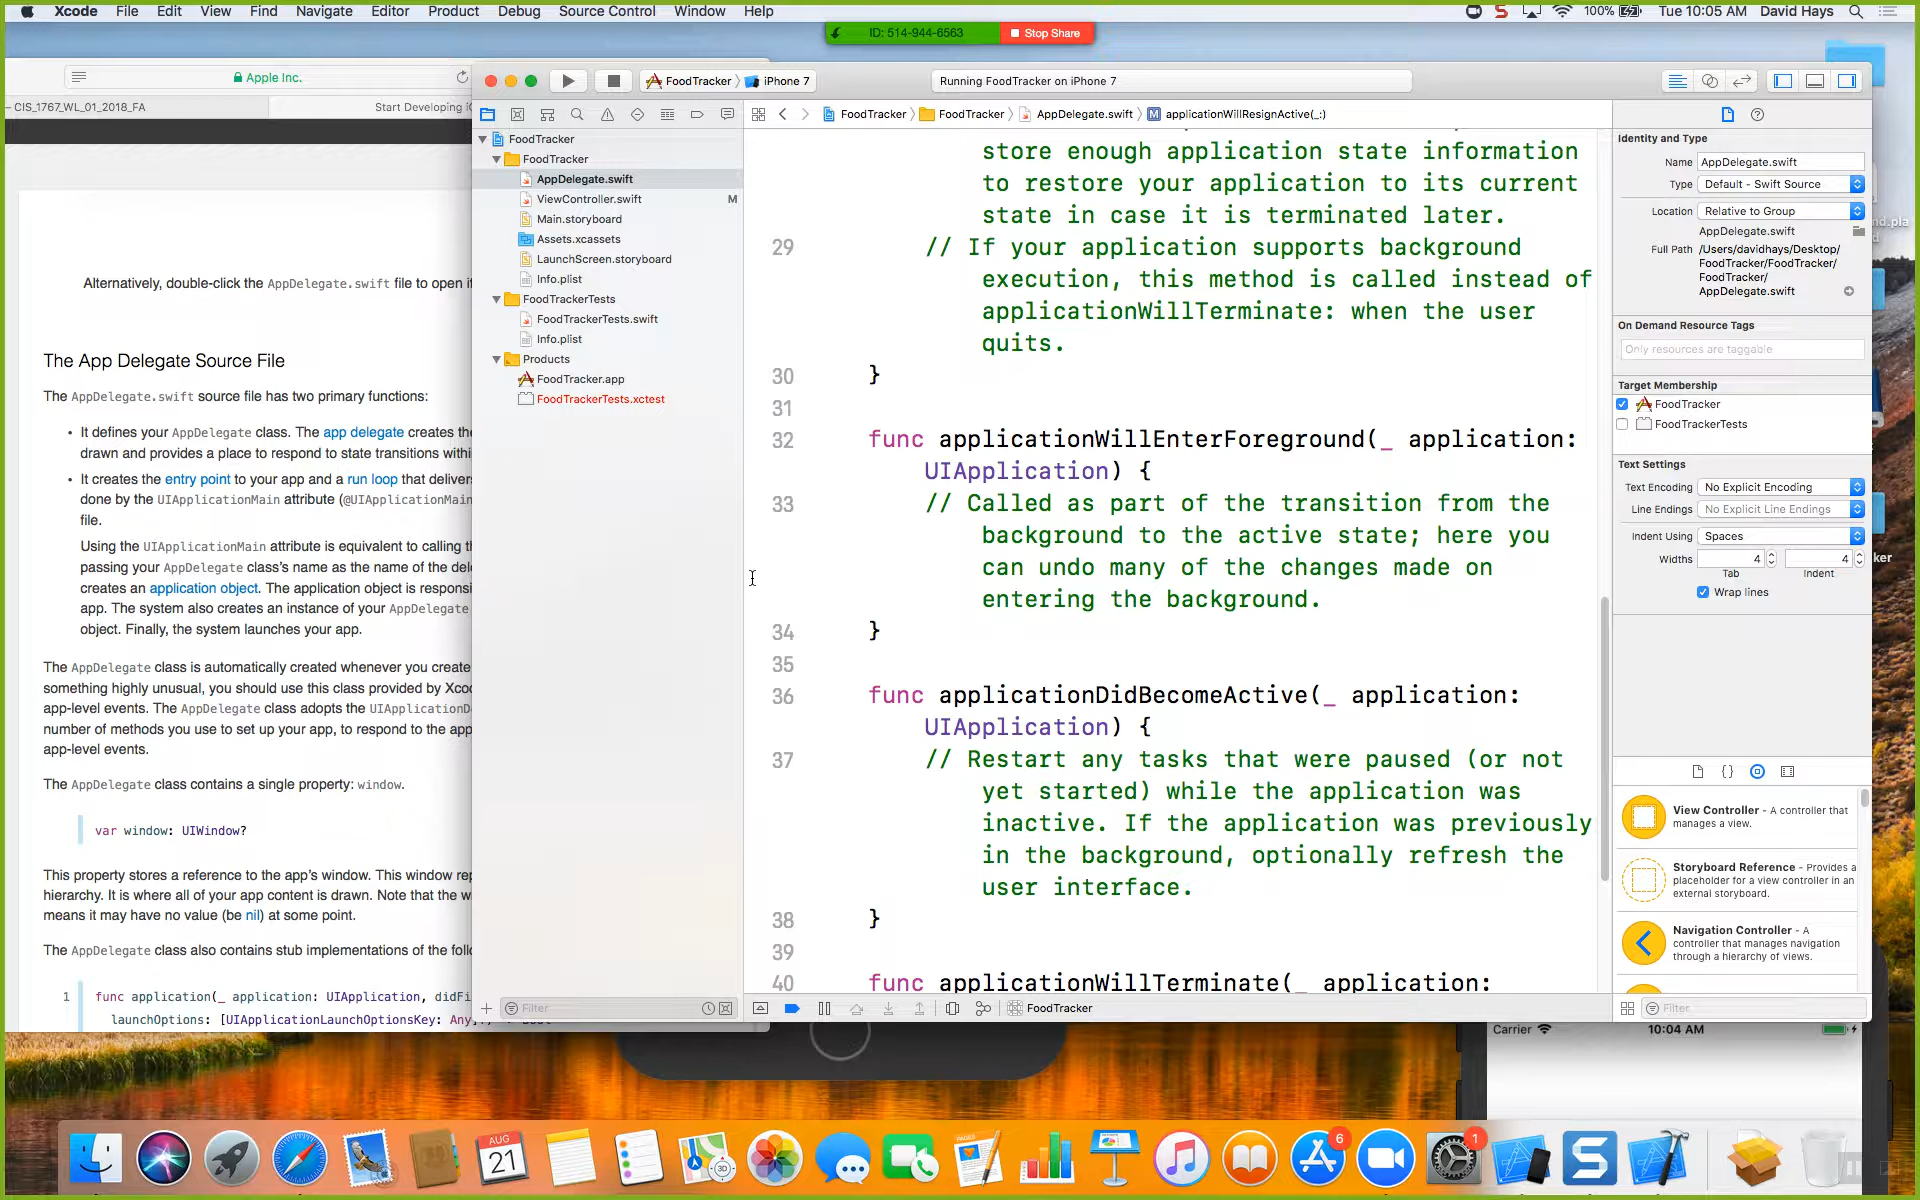 Xcode File Edit View Find Navigate Editor Product Debug Source Control Window Help
100% Tue 10:05 AM David Hays
ID: 514-944-6563 Stop Share
Apple Inc.
CIS_1767_WL_01_2018_FA
Start Developing iO
Alternatively, double-click the AppDelegate.swift file to open it
The App Delegate Source File
The AppDelegate.swift source file has two primary functions:
• It defines your AppDelegate class. The app delegate creates the
drawn and provides a place to respond to state transitions within
• It creates the entry point to your app and a run loop that delivers
done by the UIApplicationMain attribute (@UIApplicationMain
file.
Using the UIApplicationMain attribute is equivalent to calling th
passing your AppDelegate class's name as the name of the dele
creates an application object. The application object is responsi
app. The system also creates an instance of your AppDelegate
object. Finally, the system launches your app.
The AppDelegate class is automatically created whenever you create
something highly unusual, you should use this class provided by Xcod
app-level events. The AppDelegate class adopts the UIApplicationD
number of methods you use to set up your app, to respond to the app
app-level events.
The AppDelegate class contains a single property: window.
var window: UIWindow?
This property stores a reference to the app's window. This window rep
hierarchy. It is where all of your app content is drawn. Note that the w
means it may have no value (be nil) at some point.
The AppDelegate class also contains stub implementations of the follo
1 func application(_ application: UIApplication, didFi
launchOptions: [UIApplicationLaunchOptionsKey: Any]
FoodTracker iPhone 7
Running FoodTracker on iPhone 7
FoodTracker
FoodTracker
AppDelegate.swift
ViewController.swift M
Main.storyboard
Assets.xcassets
LaunchScreen.storyboard
Info.plist
FoodTrackerTests
FoodTrackerTests.swift
Info.plist
Products
FoodTracker.app
FoodTrackerTests.xctest
Filter
FoodTracker FoodTracker AppDelegate.swift M applicationWillResignActive(_:)
store enough application state information
to restore your application to its current
state in case it is terminated later.
29 // If your application supports background
execution, this method is called instead of
applicationWillTerminate: when the user
quits.
30 }
31
32 func applicationWillEnterForeground(_ application:
UIApplication) {
33 // Called as part of the transition from the
background to the active state; here you
can undo many of the changes made on
entering the background.
34 }
35
36 func applicationDidBecomeActive(_ application:
UIApplication) {
37 // Restart any tasks that were paused (or not
yet started) while the application was
inactive. If the application was previously
in the background, optionally refresh the
user interface.
38 }
39
40 func applicationWillTerminate(_ application:
FoodTracker
Identity and Type
Name AppDelegate.swift
Type Default - Swift Source
Location Relative to Group
AppDelegate.swift
Full Path /Users/davidhays/Desktop/
FoodTracker/FoodTracker/
FoodTracker/
AppDelegate.swift
On Demand Resource Tags
Only resources are taggable
Target Membership
FoodTracker
FoodTrackerTests
Text Settings
Text Encoding No Explicit Encoding
Line Endings No Explicit Line Endings
Indent Using Spaces
Widths 4 4
Tab Indent
Wrap lines
View Controller - A controller that
manages a view.
Storyboard Reference - Provides a
placeholder for a view controller in an
external storyboard.
Navigation Controller - A
controller that manages navigation
through a hierarchy of views.
Filter
nd.pla
d
ker
Carrier 10:04 AM
AUG
21
3D
PAGES
6
1
S